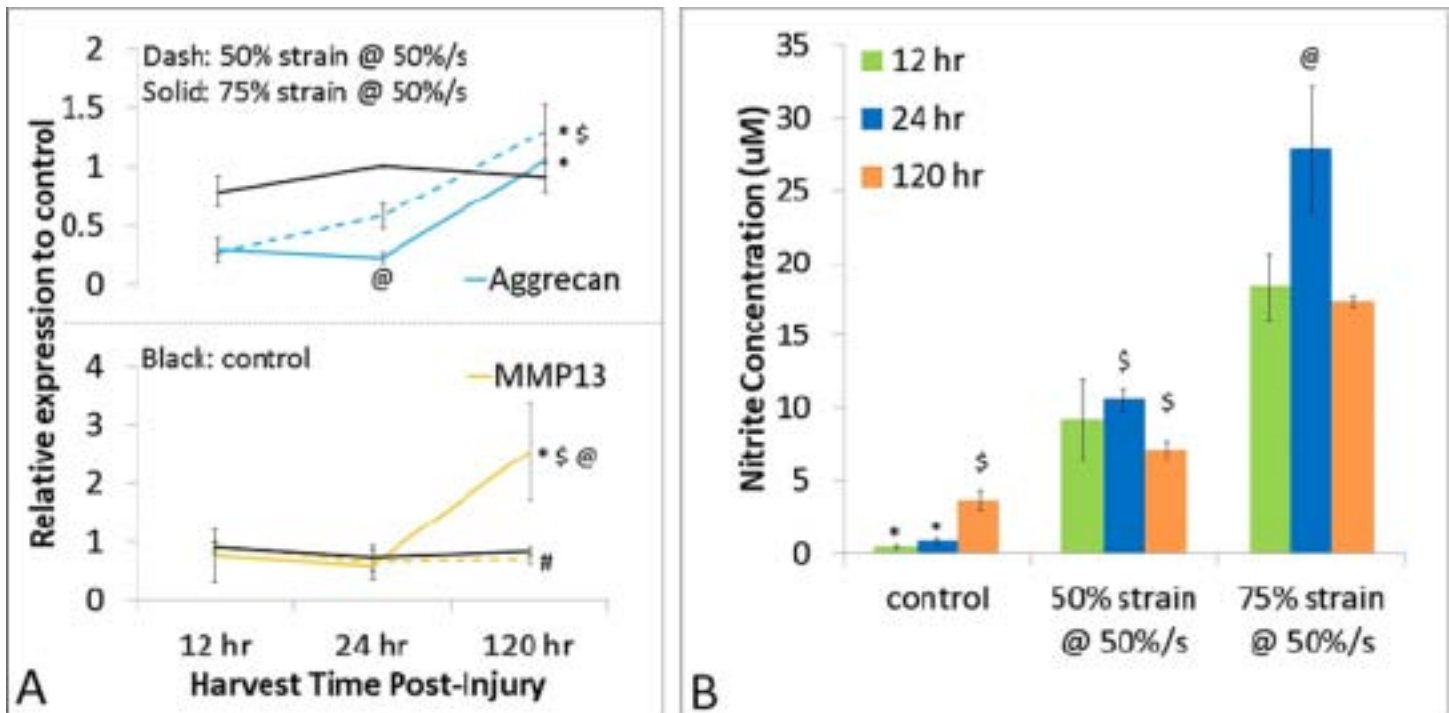 Relative expression to control
2
1.5
1
0.5
0
Dash: 50% strain @ 50%/s
Solid: 75% strain @ 50%/s
* $
*
@
Aggrecan
4
3
2
1
0
Black: control
MMP13
* $ @
#
12 hr
24 hr
120 hr
Harvest Time Post-Injury
A
Nitrite Concentration (uM)
35
30
25
20
15
10
5
0
12 hr
24 hr
120 hr
*
*
$
$
$
@
control
50% strain
@ 50%/s
75% strain
@ 50%/s
B